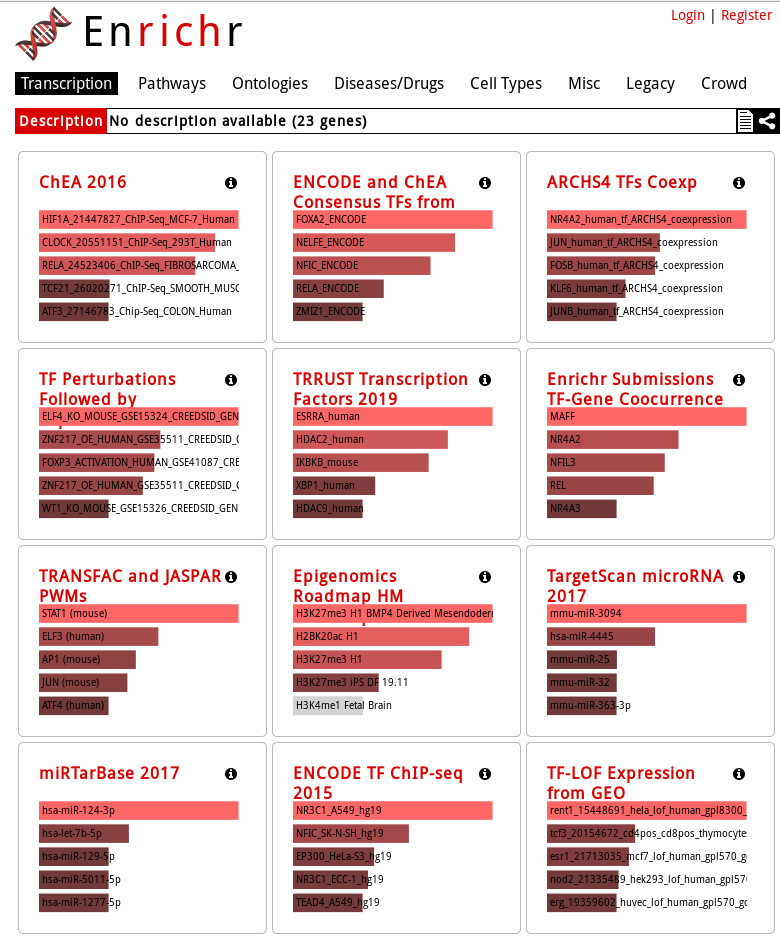 Login | Register
Enrichr
Transcription Pathways Ontologies Diseases/Drugs Cell Types Misc Legacy Crowd
Description No description available (23 genes)
ChEA 2016
HIF1A_21447827_ChIP-Seq_MCF-7_Human
CLOCK_20551151_ChIP-Seq_293T_Human
RELA_24523406_ChIP-Seq_FIBROSARCOMA_
TCF21_26020271_ChIP-Seq_SMOOTH_MUSC
ATF3_27146783_Chip-Seq_COLON_Human
ENCODE and ChEA
Consensus TFs from
FOXA2_ENCODE
NELFE_ENCODE
NFIC_ENCODE
RELA_ENCODE
ZMIZ1_ENCODE
ARCHS4 TFs Coexp
NR4A2_human_tf_ARCHS4_coexpression
JUN_human_tf_ARCHS4_coexpression
FOSB_human_tf_ARCHS4_coexpression
KLF6_human_tf_ARCHS4_coexpression
JUNB_human_tf_ARCHS4_coexpression
TF Perturbations
Followed by
ELF4_KO_MOUSE_GSE15324_CREEDSID_GEN
ZNF217_OE_HUMAN_GSE35511_CREEDSID_G
FOXP3_ACTIVATION_HUMAN_GSE41087_CRE
ZNF217_OE_HUMAN_GSE35511_CREEDSID_G
WT1_KO_MOUSE_GSE15326_CREEDSID_GEN
TRRUST Transcription
Factors 2019
ESRRA_human
HDAC2_human
IKBKB_mouse
XBP1_human
HDAC9_human
Enrichr Submissions
TF-Gene Coocurrence
MAFF
NR4A2
NFIL3
REL
NR4A3
TRANSFAC and JASPAR
PWMs
STAT1 (mouse)
ELF3 (human)
AP1 (mouse)
JUN (mouse)
ATF4 (human)
Epigenomics
Roadmap HM
H3K27me3 H1 BMP4 Derived Mesendoderm
H2BK20ac H1
H3K27me3 H1
H3K27me3 iPS DF 19.11
H3K4me1 Fetal Brain
TargetScan microRNA
2017
mmu-miR-3094
hsa-miR-4445
mmu-miR-25
mmu-miR-32
mmu-miR-363-3p
miRTarBase 2017
hsa-miR-124-3p
hsa-let-7b-5p
hsa-miR-129-5p
hsa-miR-5011-5p
hsa-miR-1277-5p
ENCODE TF ChIP-seq
2015
NR3C1_A549_hg19
NFIC_SK-N-SH_hg19
EP300_HeLa-S3_hg19
NR3C1_ECC-1_hg19
TEAD4_A549_hg19
TF-LOF Expression
from GEO
rent1_15448691_hela_lof_human_gpl8300_
tcf3_20154672_cd4pos_cd8pos_thymocytes
esr1_21713035_mcf7_lof_human_gpl570_g
nod2_21335489_hek293_lof_human_gpl570
erg_19359602_huvec_lof_human_gpl570_g